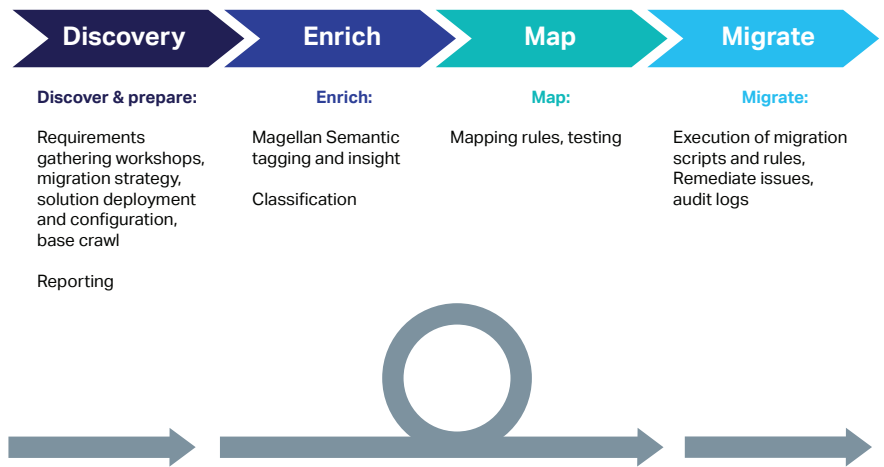 Discovery
Enrich
Map
Migrate
Discover & prepare:
Requirements
gathering workshops,
migration strategy,
solution deployment
and configuration,
base crawl
Reporting
Enrich:
Magellan Semantic
tagging and insight
Classification
Map:
Mapping rules, testing
Migrate:
Execution of migration
scripts and rules,
Remediate issues,
audit logs